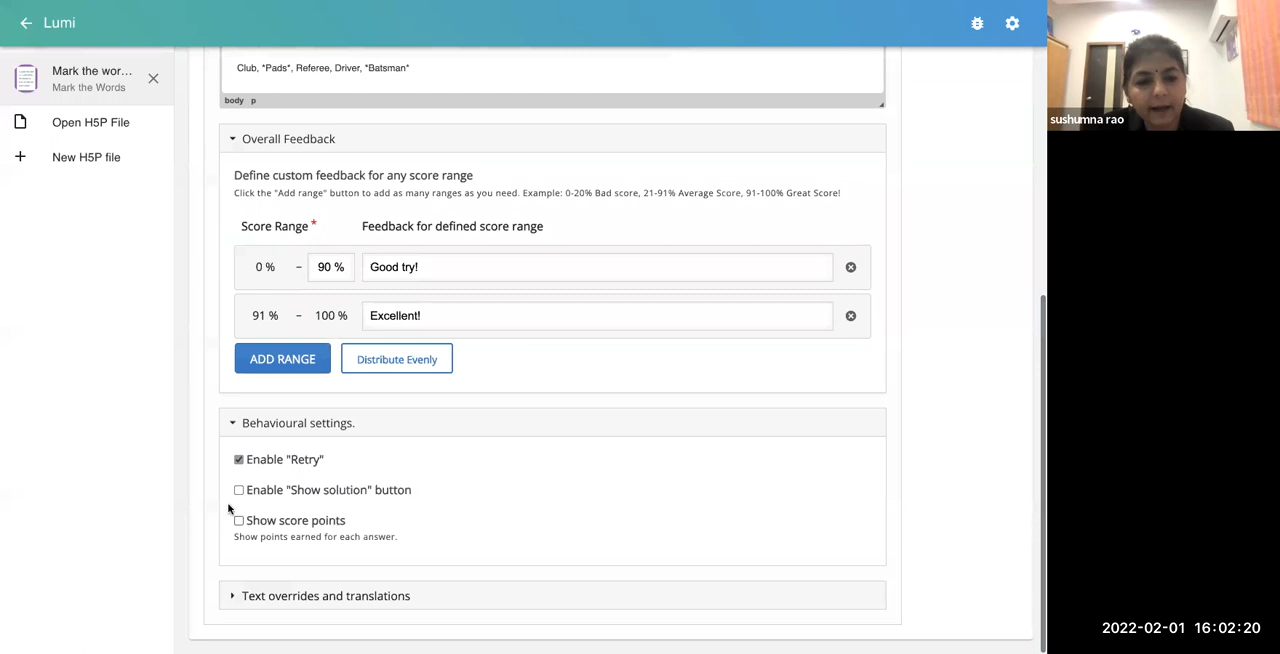 Lumi
Mark the wor...
Mark the Words
Open H5P File
New H5P file
Club, *Pads*, Referee, Driver, *Batsman*
body p
Overall Feedback
Define custom feedback for any score range
Click the "Add range" button to add as many ranges as you need. Example: 0-20% Bad score, 21-91% Average Score, 91-100% Great Score!
Score Range * Feedback for defined score range
0 % – 90 % Good try!
91 % – 100 % Excellent!
ADD RANGE Distribute Evenly
Behavioural settings.
Enable "Retry"
Enable "Show solution" button
Show score points
Show points earned for each answer.
Text overrides and translations
sushumna rao
2022-02-01 16:02:20